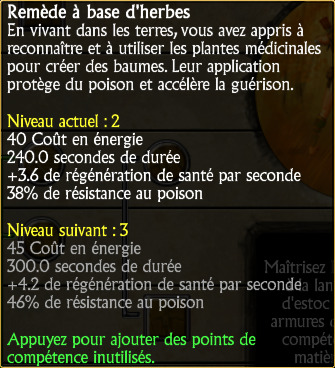 Remède à base d'herbes
En vivant dans les terres, vous avez appris à
reconnaître et à utiliser les plantes médicinales
pour créer des baumes. Leur application
protège du poison et accélère la guérison.
Niveau actuel : 2
40 Coût en énergie
240.0 secondes de durée
+3.6 de régénération de santé par seconde
38% de résistance au poison
Niveau suivant : 3
45 Coût en énergie
300.0 secondes de durée
+4.2 de régénération de santé par seconde
46% de résistance au poison
Appuyez pour ajouter des points de
compétence inutilisés.
Maîtrisez
la lan
d'estoc
armures
compét
matiè